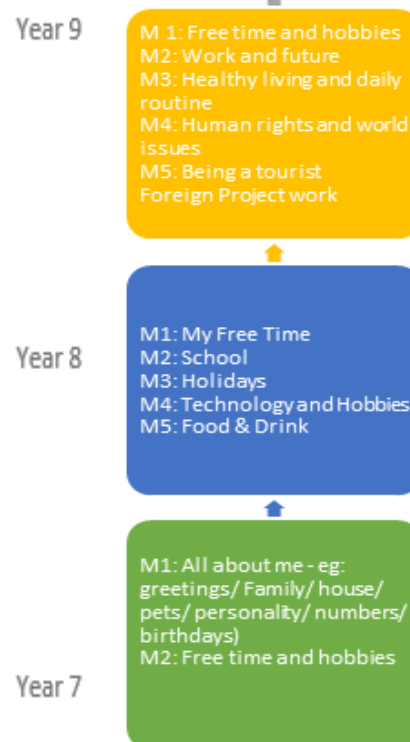 Year 9
M 1: Free time and hobbies
M2: Work and future
M3: Healthy living and daily
routine
M4: Human rights and world
issues
M5: Being a tourist
Foreign Project work
Year 8
M1: My Free Time
M2: School
M3: Holidays
M4: Technology and Hobbies
M5: Food & Drink
M1: All about me - eg:
greetings/ Family/ house/
pets/ personality/ numbers/
birthdays)
M2: Free time and hobbies
Year 7